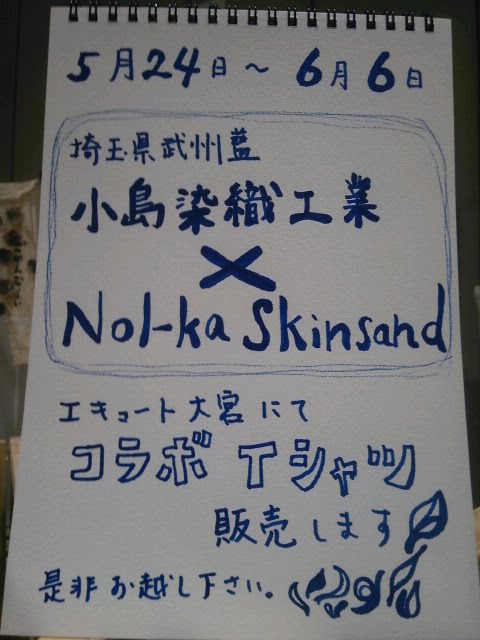 5月24日～6月6日
埼玉県武州藍
小島染織工業
×
Nol-ka Skinsand
エキュート大宮にて
コラボTシャツ
販売します
是非お越し下さい。